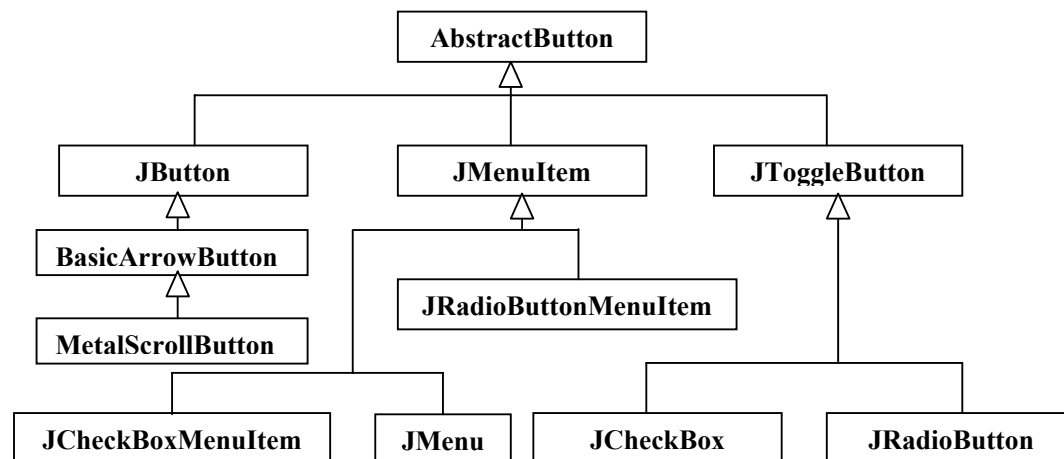 AbstractButton
JButton
JMenuItem
JToggleButton
BasicArrowButton
JRadioButtonMenuItem
MetalScrollButton
JCheckBoxMenuItem
JMenu
JCheckBox
JRadioButton